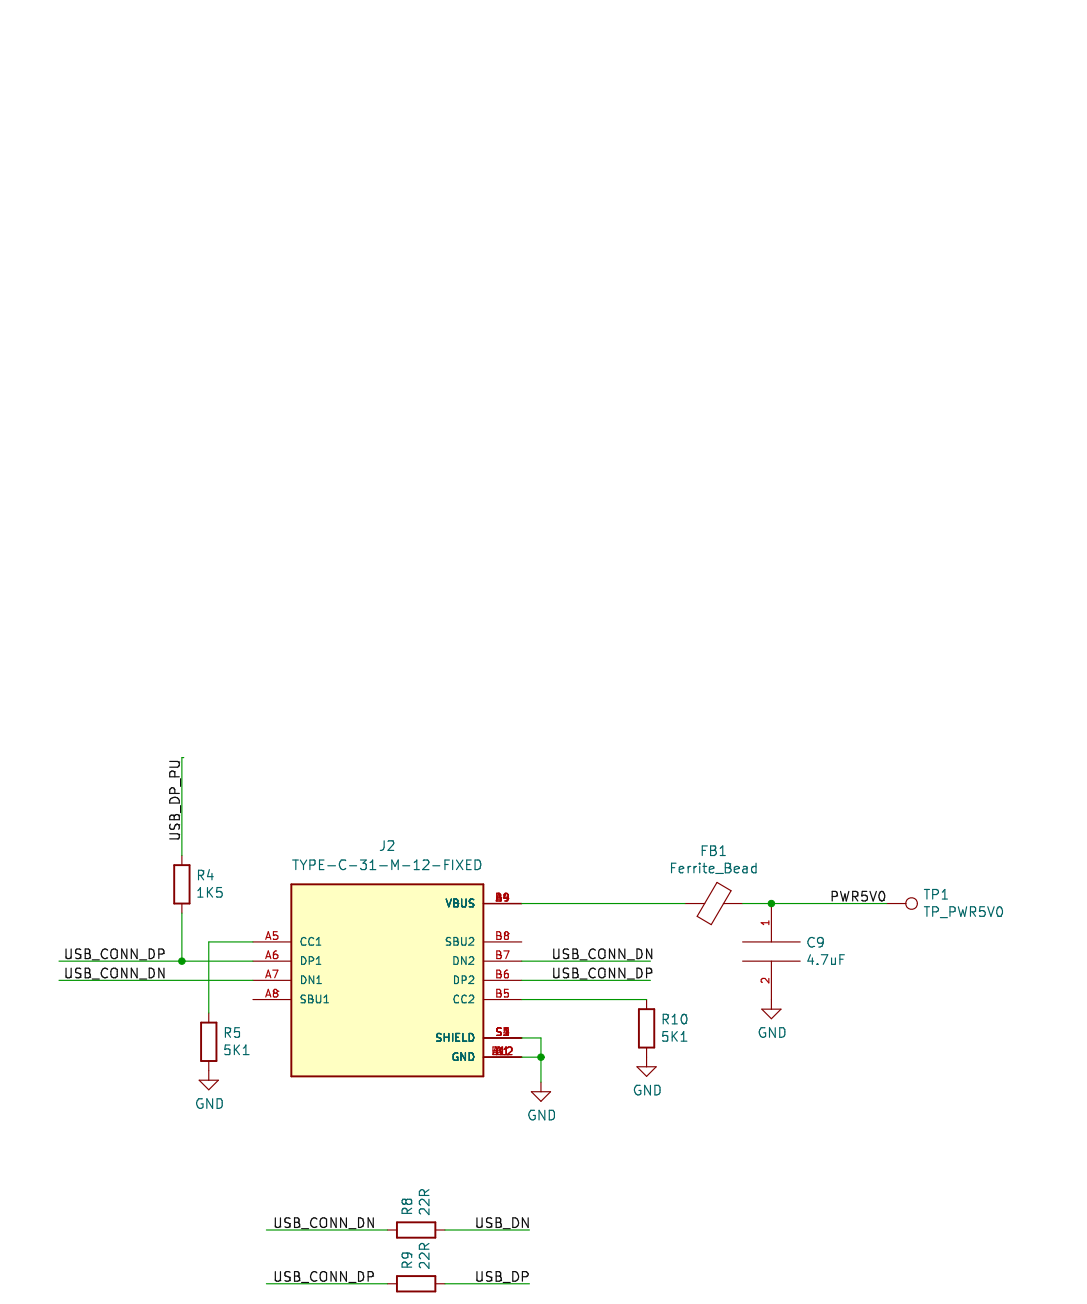 USB_DP_PU
R4
1K5
J2
TYPE-C-31-M-12-FIXED
FB1
Ferrite_Bead
VBUS
PWR5V0
TP1
TP_PWR5V0
USB_CONN_DP
USB_CONN_DN
A5
A6
A7
A8
CC1
DP1
DN1
SBU1
SBU2
DN2
DP2
CC2
SHIELD
GND
B8
B7
B6
B5
USB_CONN_DN
USB_CONN_DP
1
2
C9
4.7uF
GND
R5
5K1
GND
R10
5K1
GND
GND
R8
22R
USB_CONN_DN
USB_DN
R9
22R
USB_CONN_DP
USB_DP